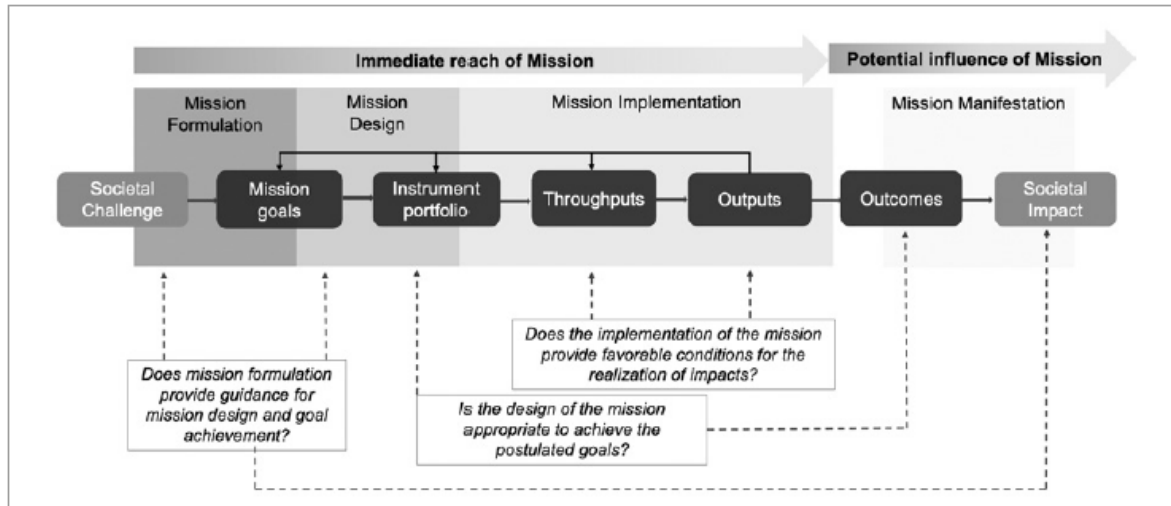 Immediate reach of Mission
Potential influence of Mission
Mission
Formulation
Mission
Design
Mission Implementation
Mission Manifestation
Societal
Challenge
Mission
goals
Instrument
portfolio
Throughputs
Outputs
Outcomes
Societal
Impact
Does the implementation of the mission
provide favorable conditions for the
realization of impacts?
Does mission formulation
provide guidance for
mission design and goal
achievement?
Is the design of the mission
appropriate to achieve the
postulated goals?